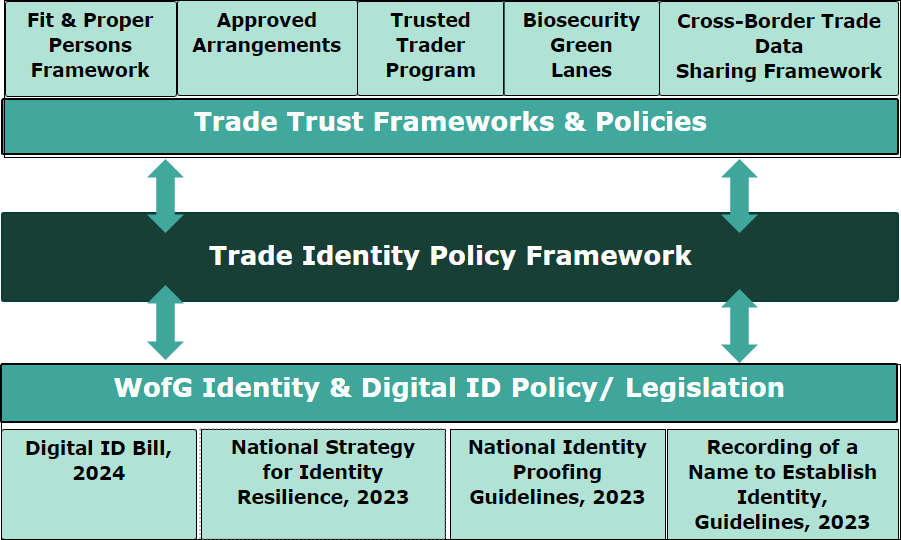 Fit & Proper
Persons
Framework
Approved
Arrangements
Trusted
Trader
Program
Biosecurity
Green
Lanes
Cross-Border Trade
Data
Sharing Framework
Trade Trust Frameworks & Policies
Trade Identity Policy Framework
WofG Identity & Digital ID Policy/ Legislation
Digital ID Bill,
2024
National Strategy
for Identity
Resilience, 2023
National Identity
Proofing
Guidelines, 2023
Recording of a
Name to Establish
Identity,
Guidelines, 2023